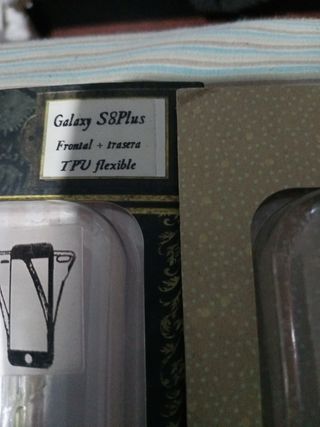 Galaxy S8Plus
Frontal + trasera
TPU flexible